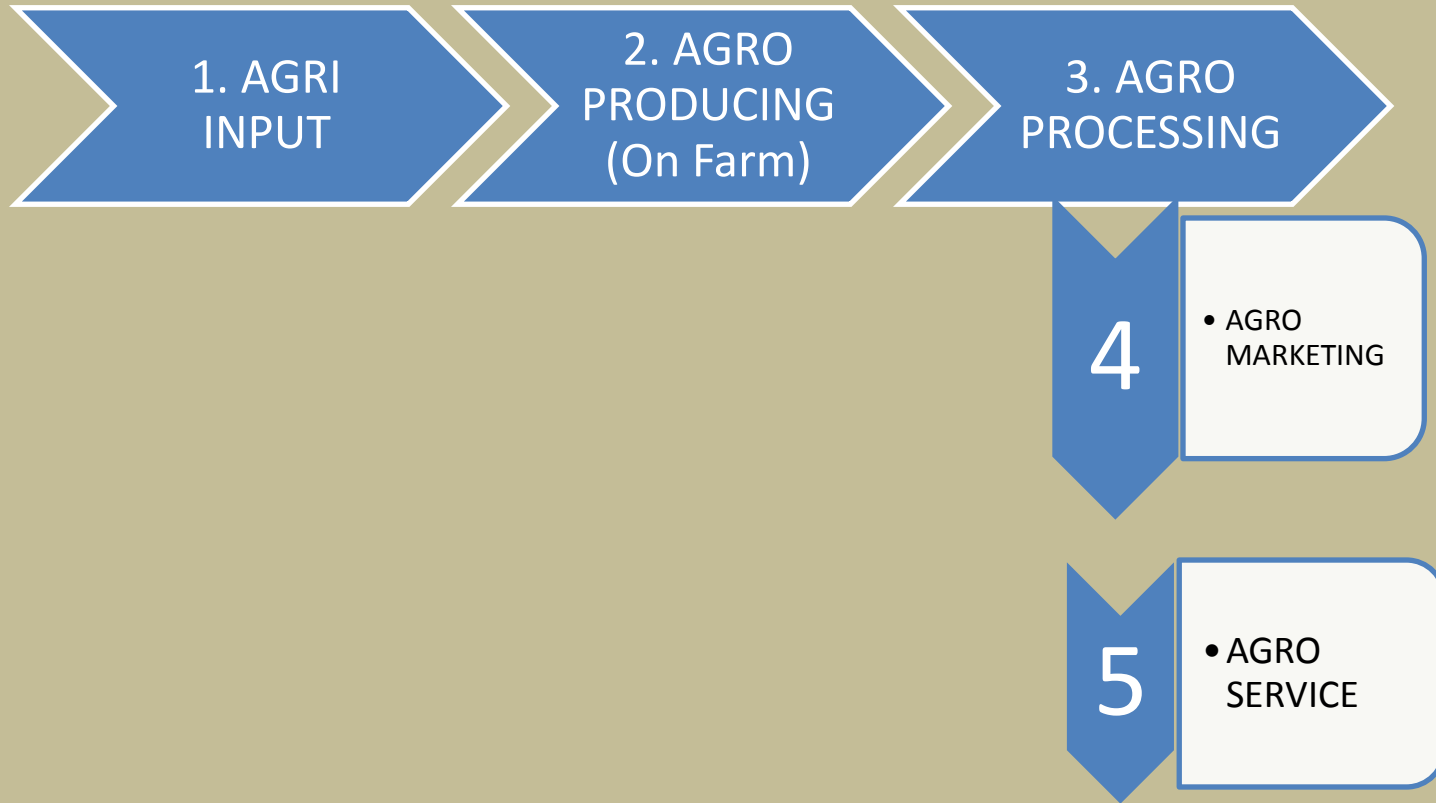 1. AGRI
INPUT
2. AGRO
PRODUCING
(On Farm)
3. AGRO
PROCESSING
4
• AGRO
MARKETING
5
• AGRO
SERVICE